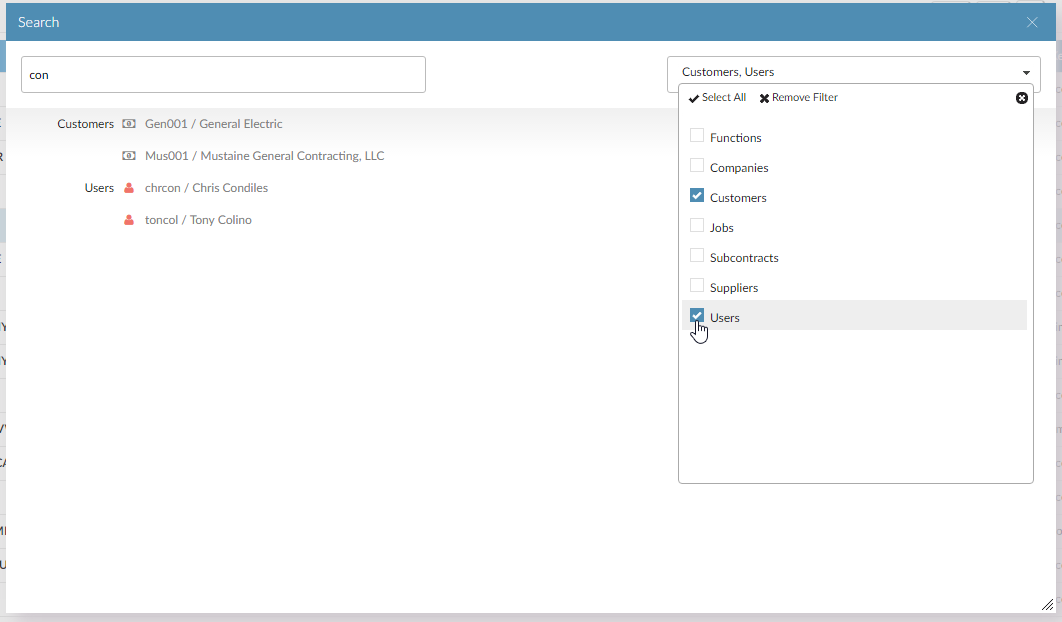 Search
con
Customers, Users
Select All Remove Filter
Customers Gen001 / General Electric
Mus001 / Mustaine General Contracting, LLC
Users chrcon / Chris Condiles
toncol / Tony Colino
Functions
Companies
Customers
Jobs
Subcontracts
Suppliers
Users